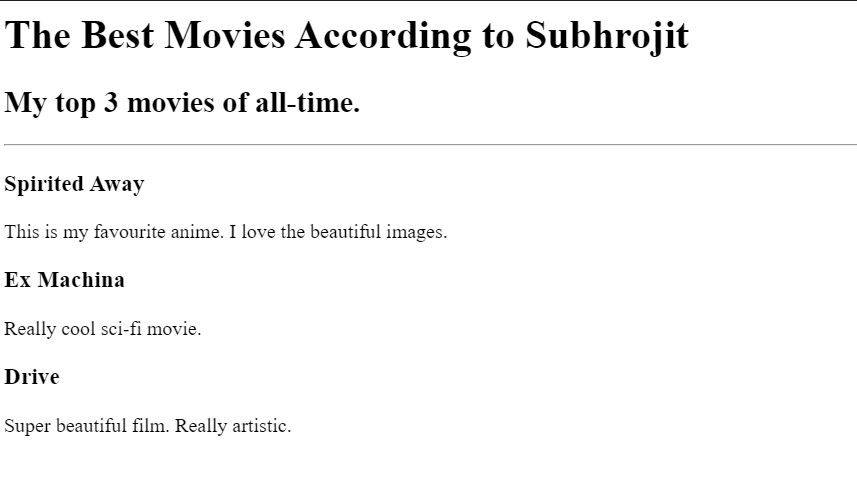 The Best Movies According to Subhrojit
My top 3 movies of all-time.
Spirited Away
This is my favourite anime. I love the beautiful images.
Ex Machina
Really cool sci-fi movie.
Drive
Super beautiful film. Really artistic.